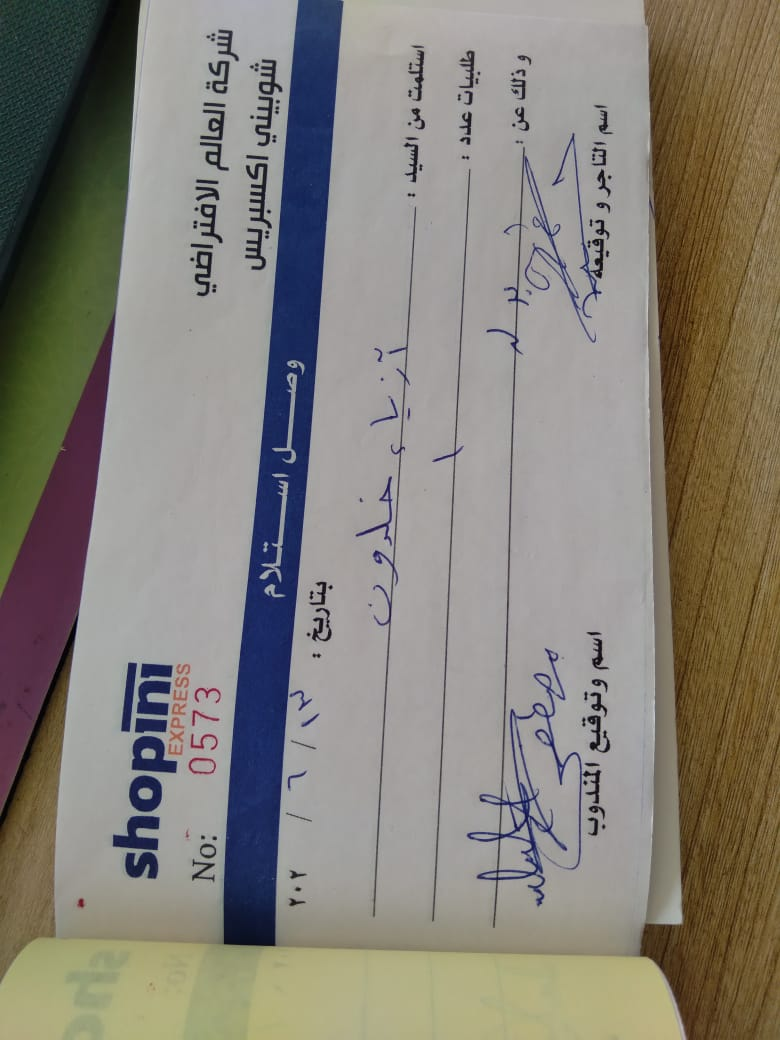 شركة العالم الافتراضي
شوبيني اكسبريس
shopini
EXPRESS
No: 0573
وصل استلام
بتاريخ : ١٣ / ٦ / ٢٠٢
استلمت من السيد : أزياء خلدون
طلبيات عدد : ١
و ذلك عن :
اسم التاجر و توقيعه
اسم وتوقيع المندوب
مصطفى